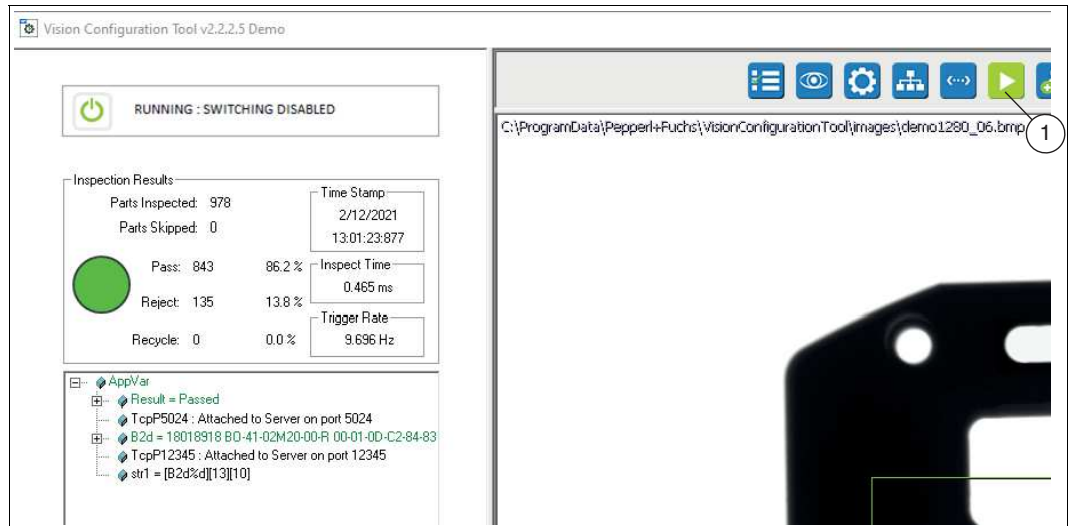 Vision Configuration Tool v2.2.2.5 Demo
RUNNING : SWITCHING DISABLED
C:\ProgramData\Pepperl+Fuchs\VisionConfigurationTool\images\demo1280_06.bmp
1
Inspection Results
Parts Inspected: 978
Parts Skipped: 0
Pass: 843 86.2 %
Reject: 135 13.8 %
Recycle: 0 0.0 %
Time Stamp
2/12/2021
13:01:23:877
Inspect Time
0.465 ms
Trigger Rate
9.696 Hz
AppVar
Result = Passed
TcpP5024 : Attached to Server on port 5024
B2d = 18018918 BO-41-02M20-00-R 00-01-0D-C2-84-83
TcpP12345 : Attached to Server on port 12345
str1 = [B2d%d][13][10]